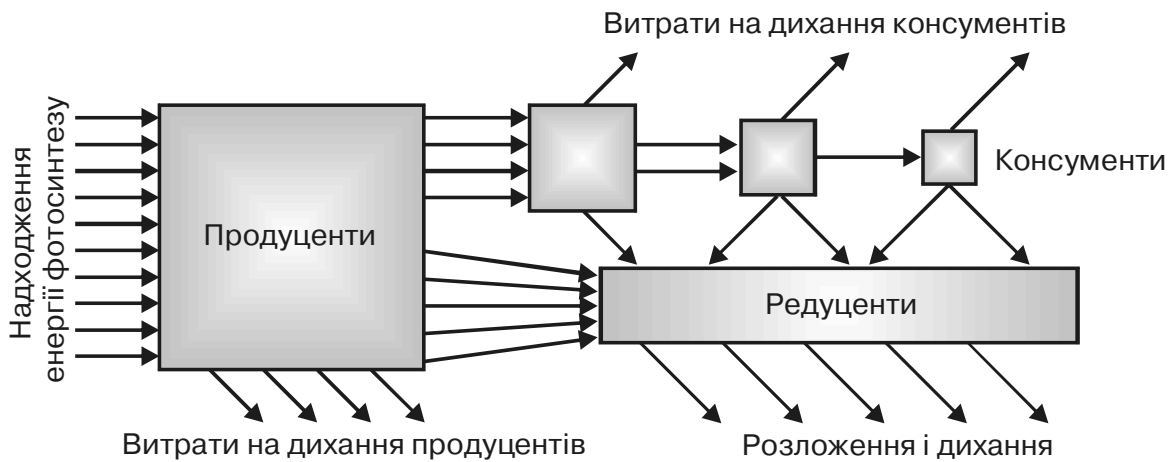 Витрати на дихання консументів
Надходження
енергії фотосинтезу
Консументи
Продуценти
Редуценти
Витрати на дихання продуцентів
Розложення і дихання